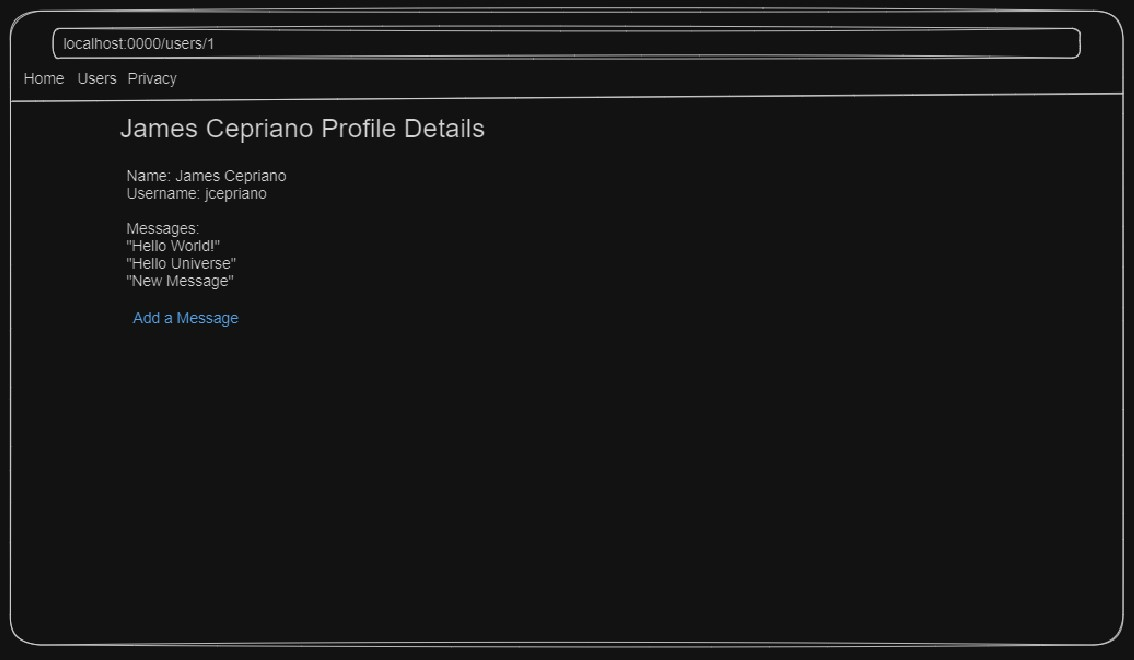 localhost:0000/users/1
Home Users Privacy
James Cepriano Profile Details
Name: James Cepriano
Username: jcepriano
Messages:
"Hello World!"
"Hello Universe"
"New Message"
Add a Message